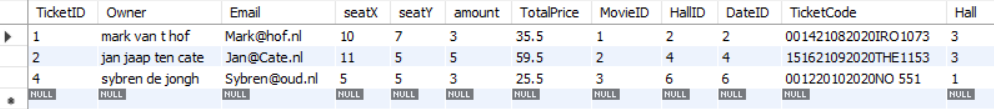 TicketID Owner Email seatX seatY amount TotalPrice MovieID HallID DateID TicketCode Hall
1 mark van t hof Mark@hof.nl 10 7 3 35.5 1 2 2 001421082020IRO1073 3
2 jan jaap ten cate Jan@Cate.nl 11 5 5 59.5 2 4 4 151621092020THE1153 3
4 sybren de jongh Sybren@oud.nl 5 5 3 25.5 3 6 6 001220102020NO 551 1
NULL NULL NULL NULL NULL NULL NULL NULL NULL NULL NULL NULL